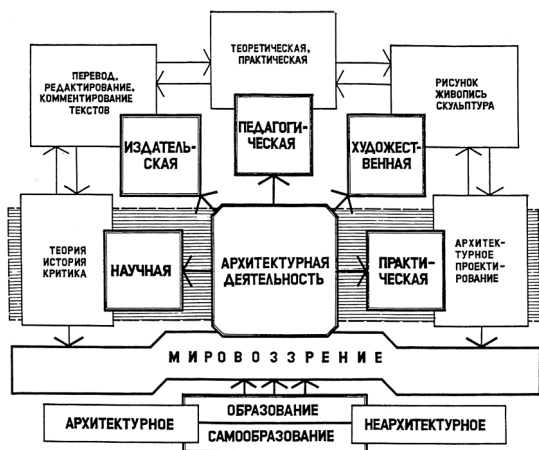 ТЕОРЕТИЧЕСКАЯ,
ПРАКТИЧЕСКАЯ
ПЕРЕВОД,
РЕДАКТИРОВАНИЕ,
КОММЕНТИРОВАНИЕ
ТЕКСТОВ
РИСУНОК
ЖИВОПИСЬ
СКУЛЬПТУРА
ИЗДАТЕЛЬ-
СКАЯ
ПЕДАГОГИ-
ЧЕСКАЯ
ХУДОЖЕСТ-
ВЕННАЯ
ТЕОРИЯ
ИСТОРИЯ
КРИТИКА
НАУЧНАЯ
АРХИТЕКТУРНАЯ
ДЕЯТЕЛЬНОСТЬ
ПРАКТИ-
ЧЕСКАЯ
АРХИТЕК-
ТУРНОЕ
ПРОЕКТИ-
РОВАНИЕ
МИРОВОЗЗРЕНИЕ
ОБРАЗОВАНИЕ
АРХИТЕКТУРНОЕ
НЕАРХИТЕКТУРНОЕ
САМООБРАЗОВАНИЕ